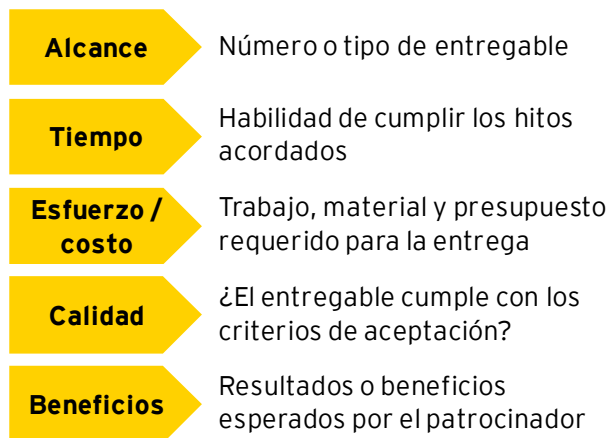 Alcance
Número o tipo de entregable
Tiempo
Habilidad de cumplir los hitos
acordados
Esfuerzo /
costo
Trabajo, material y presupuesto
requerido para la entrega
Calidad
¿El entregable cumple con los
criterios de aceptación?
Beneficios
Resultados o beneficios
esperados por el patrocinador